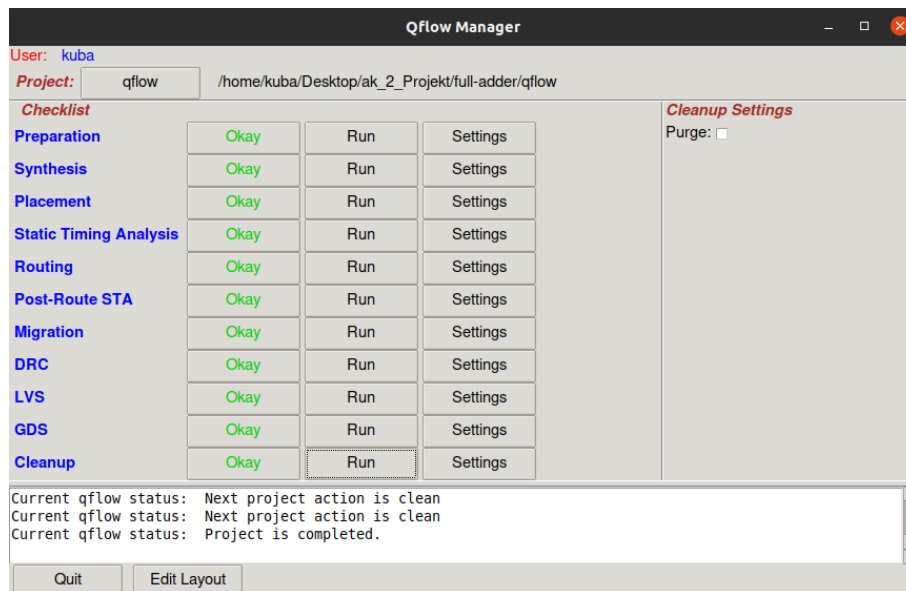 Qflow Manager
User: kuba
Project: qflow /home/kuba/Desktop/ak_2_Projekt/full-adder/qflow
Checklist Cleanup Settings
Preparation Okay Run Settings Purge:
Synthesis Okay Run Settings
Placement Okay Run Settings
Static Timing Analysis Okay Run Settings
Routing Okay Run Settings
Post-Route STA Okay Run Settings
Migration Okay Run Settings
DRC Okay Run Settings
LVS Okay Run Settings
GDS Okay Run Settings
Cleanup Okay Run Settings
Current qflow status: Next project action is clean
Current qflow status: Next project action is clean
Current qflow status: Project is completed.
Quit Edit Layout